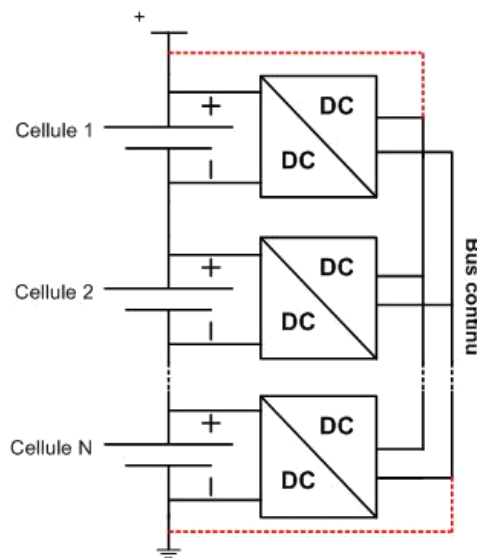 +
Cellule 1
+
–
DC
DC
Cellule 2
+
–
DC
DC
Bus continu
Cellule N
+
–
DC
DC